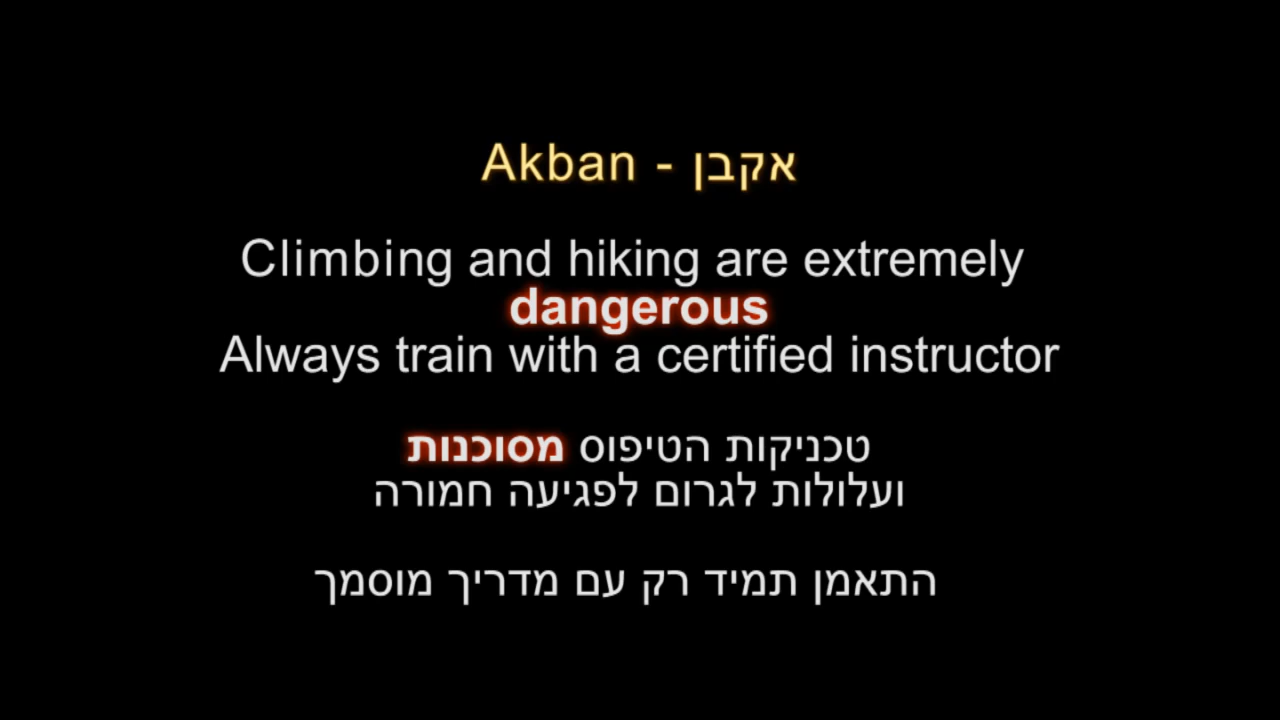 Akban - אקבן
Climbing and hiking are extremely
dangerous
Always train with a certified instructor
טכניקות הטיפוס מסוכנות
ועלולות לגרום לפגיעה חמורה
התאמן תמיד רק עם מדריך מוסמך